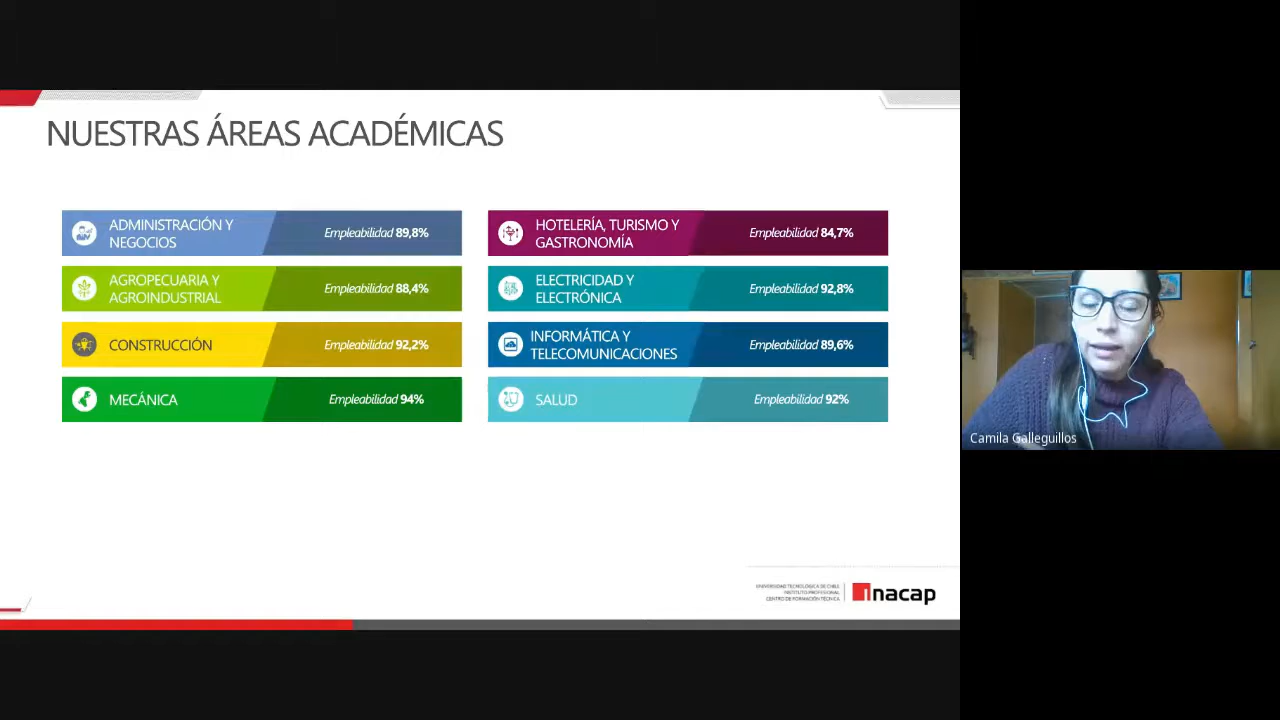 NUESTRAS ÁREAS ACADÉMICAS
ADMINISTRACIÓN Y
NEGOCIOS
Empleabilidad 89,8%
HOTELERÍA, TURISMO Y
GASTRONOMÍA
Empleabilidad 84,7%
AGROPECUARIA Y
AGROINDUSTRIAL
Empleabilidad 88,4%
ELECTRICIDAD Y
ELECTRÓNICA
Empleabilidad 92,8%
CONSTRUCCIÓN
Empleabilidad 92,2%
INFORMÁTICA Y
TELECOMUNICACIONES
Empleabilidad 89,6%
MECÁNICA
Empleabilidad 94%
SALUD
Empleabilidad 92%
Camila Galleguillos
UNIVERSIDAD TECNOLÓGICA DE CHILE
INSTITUTO PROFESIONAL
CENTRO DE FORMACIÓN TÉCNICA
inacap